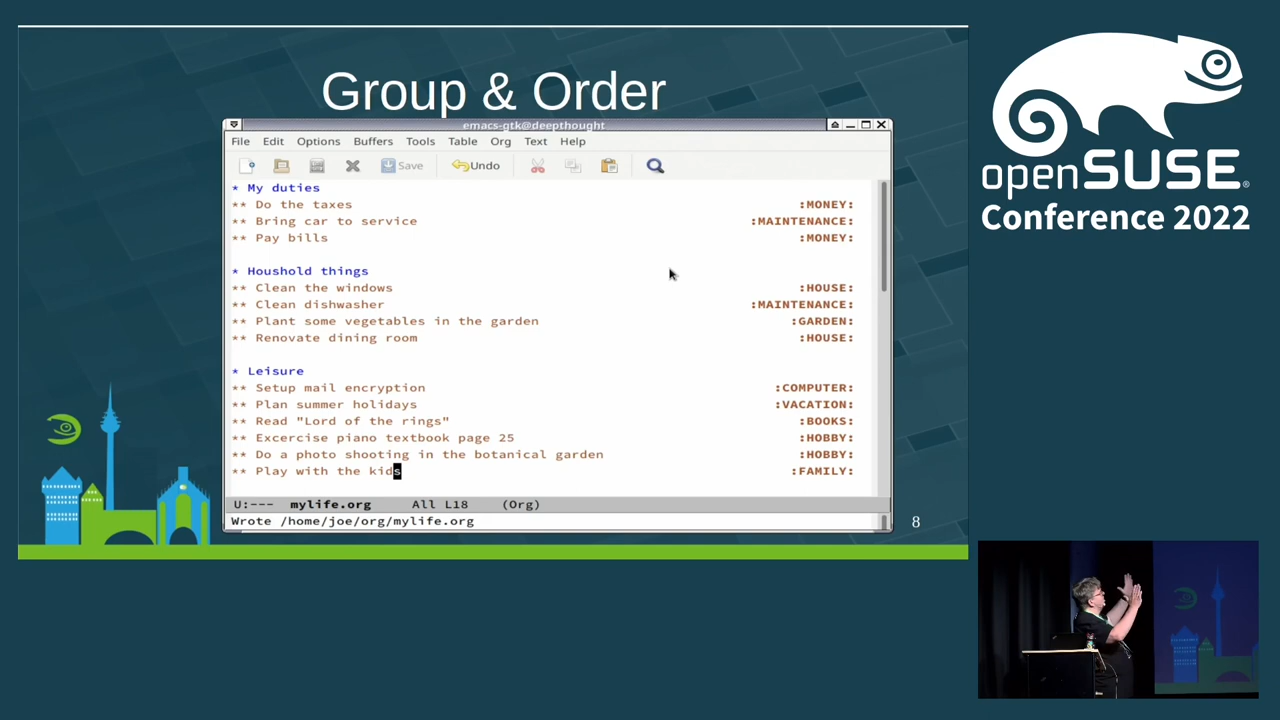 Group & Order
emacs-gtk@deepthought
File Edit Options Buffers Tools Table Org Text Help
Save Undo
* My duties
** Do the taxes :MONEY:
** Bring car to service :MAINTENANCE:
** Pay bills :MONEY:
* Houshold things
** Clean the windows :HOUSE:
** Clean dishwasher :MAINTENANCE:
** Plant some vegetables in the garden :GARDEN:
** Renovate dining room :HOUSE:
* Leisure
** Setup mail encryption :COMPUTER:
** Plan summer holidays :VACATION:
** Read "Lord of the rings" :BOOKS:
** Excercise piano textbook page 25 :HOBBY:
** Do a photo shooting in the botanical garden :HOBBY:
** Play with the kids :FAMILY:
U:--- mylife.org All L18 (Org)
Wrote /home/joe/org/mylife.org
8
openSUSE®
Conference 2022